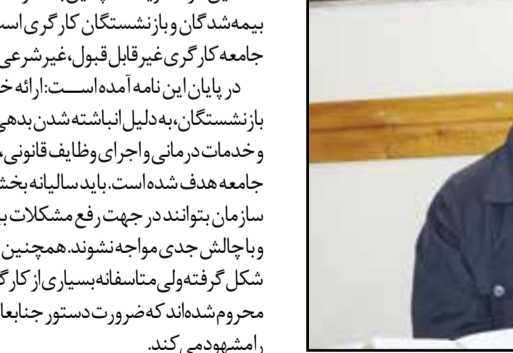 بیمه‌شدگان و بازنشستگان کارگری است
جامعه کارگری غیرقابل قبول، غیرشرعی
در پایان این نامه آمده‌است: ارائه خ
بازنشستگان، به دلیل انباشته شدن بدهی
و خدمات درمانی و اجرای وظایف قانونی،
جامعه هدف شده است. باید سالیانه بخش
سازمان بتوانند در جهت رفع مشکلات بی
و با چالش جدی مواجه نشوند. همچنین
شکل گرفته ولی متاسفانه بسیاری از کارگ
محروم شده‌اند که ضرورت دستور جنابعا
را مشهود می کند.